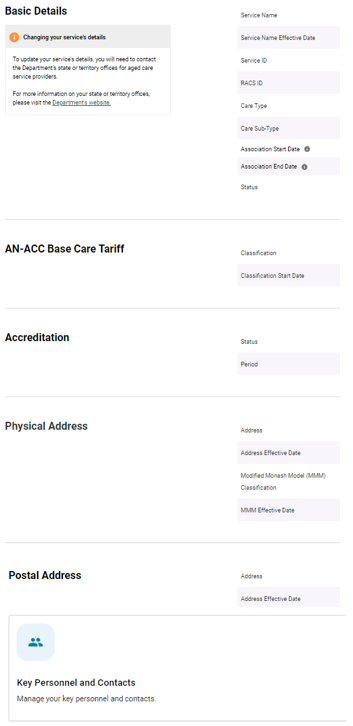 Basic Details
Changing your service's details
To update your service's details, you will need to contact
the Department's state or territory offices for aged care
service providers.
For more information on your state or territory offices,
please visit the Department's website.
Service Name
Service Name Effective Date
Service ID
RACS ID
Care Type
Care Sub-Type
Association Start Date
Association End Date
Status
AN-ACC Base Care Tariff
Classification
Classification Start Date
Accreditation
Status
Period
Physical Address
Address
Address Effective Date
Modified Monash Model (MMM)
Classification
MMM Effective Date
Postal Address
Address
Address Effective Date
Key Personnel and Contacts
Manage your key personnel and contacts.